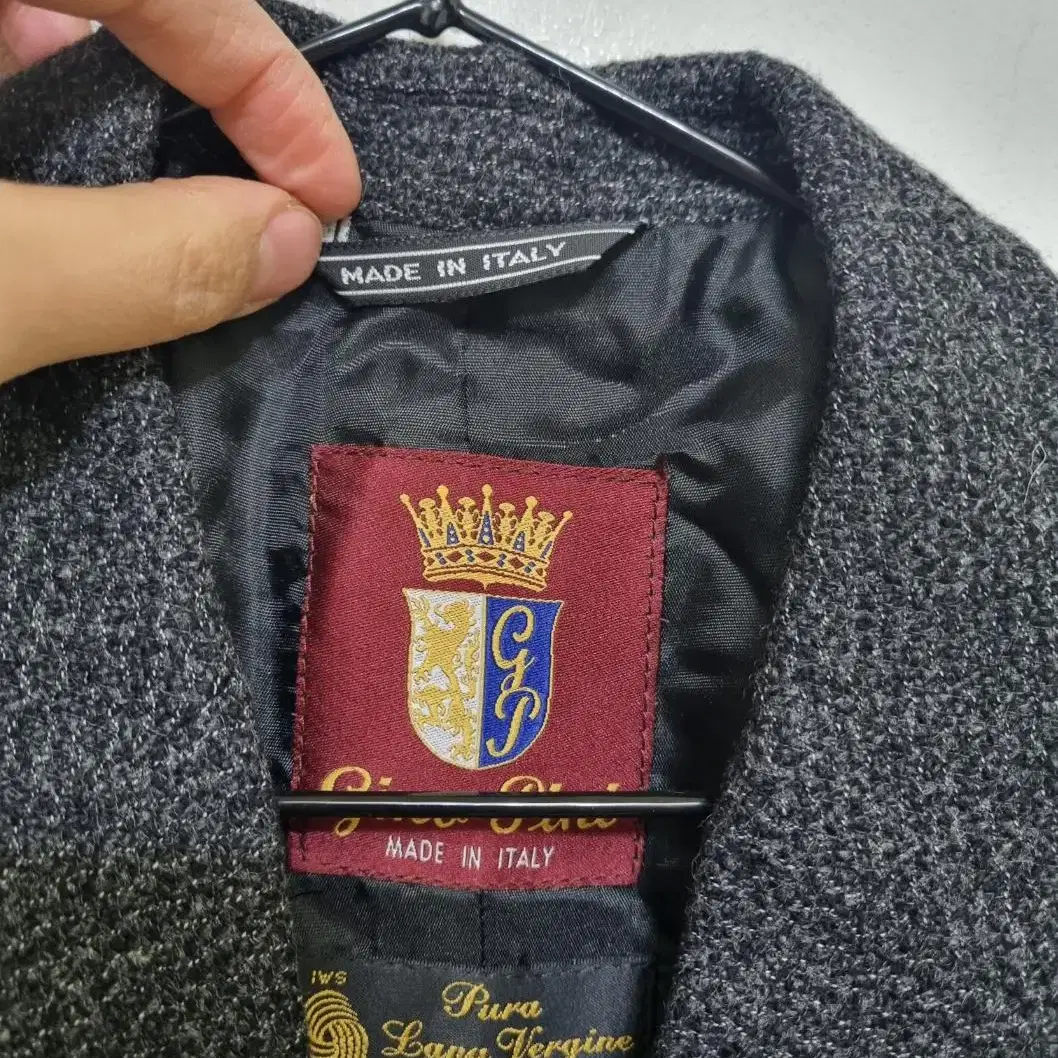 MADE IN ITALY
GP
MADE IN ITALY
IWS
Pura
Lana Vergine